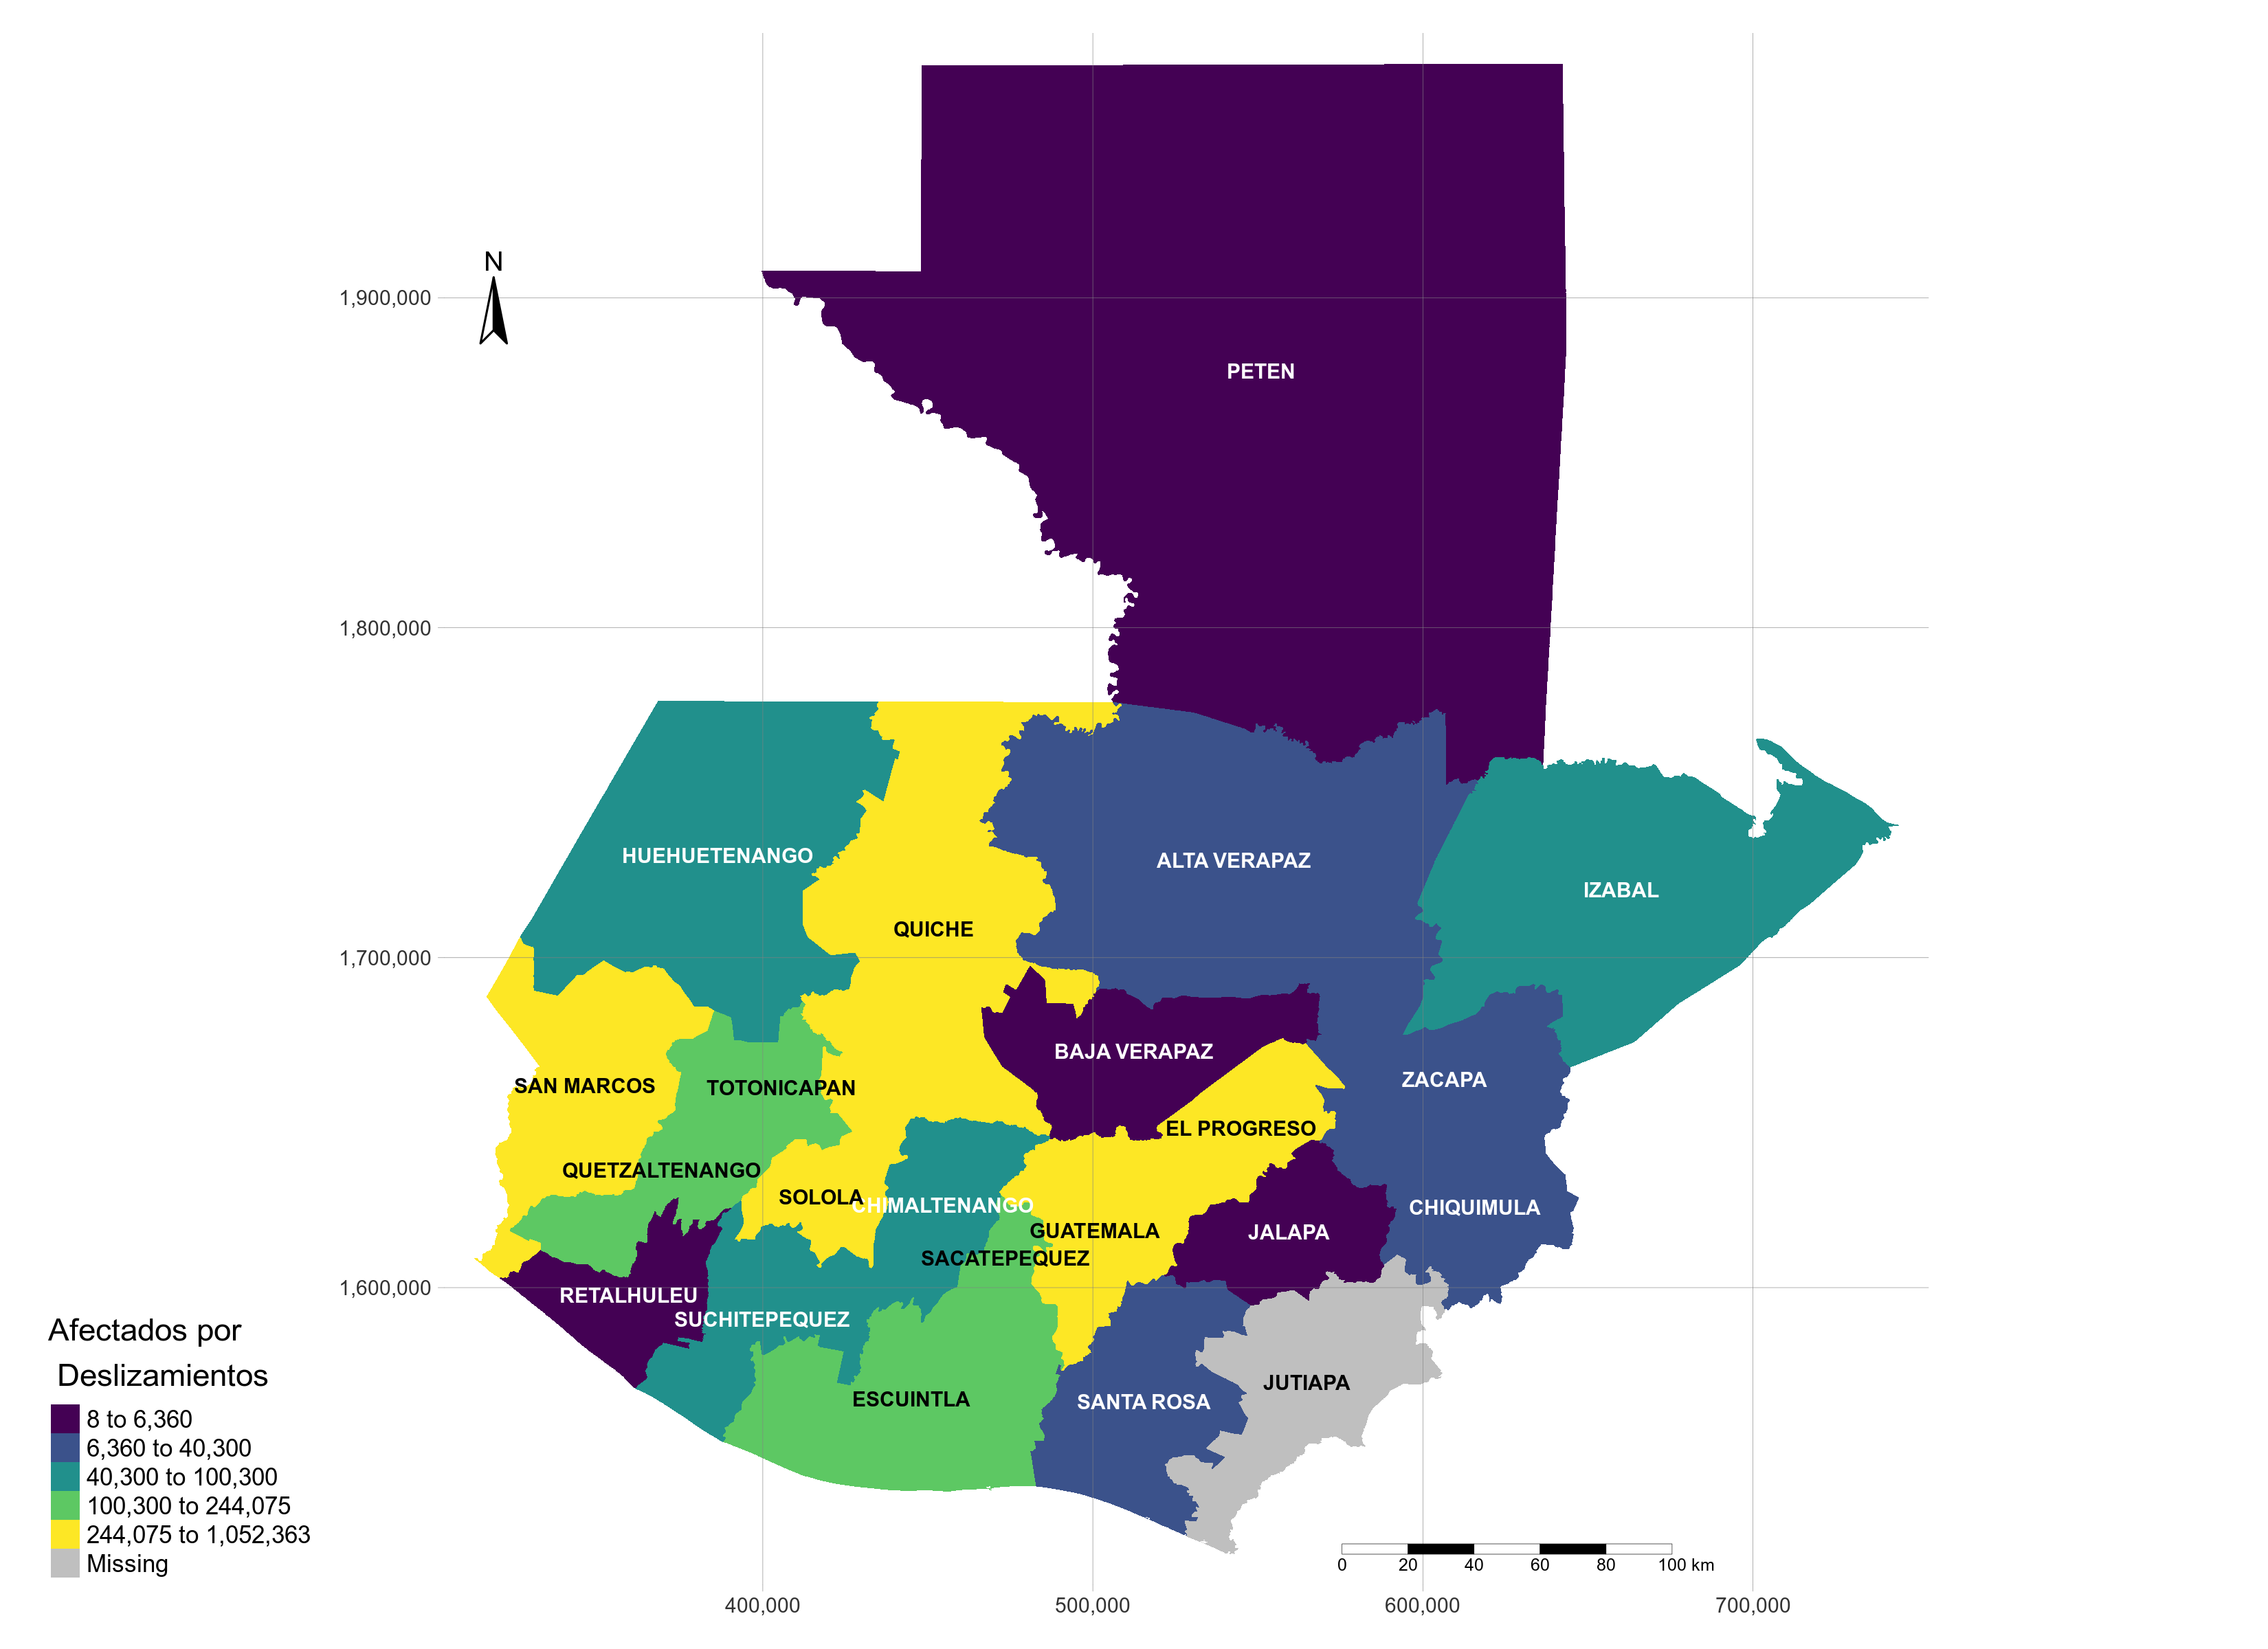 N
1,900,000
1,800,000
1,700,000
1,600,000
PETEN
HUEHUETENANGO
ALTA VERAPAZ
IZABAL
QUICHE
BAJA VERAPAZ
ZACAPA
SAN MARCOS
TOTONICAPAN
EL PROGRESO
QUETZALTENANGO
SOLOLA
CHIMALTENANGO
CHIQUIMULA
GUATEMALA
JALAPA
SACATEPEQUEZ
RETALHULEU
SUCHITEPEQUEZ
JUTIAPA
ESCUINTLA
SANTA ROSA
Afectados por
Deslizamientos
8 to 6,360
6,360 to 40,300
40,300 to 100,300
100,300 to 244,075
244,075 to 1,052,363
Missing
0 20 40 60 80 100 km
400,000 500,000 600,000 700,000